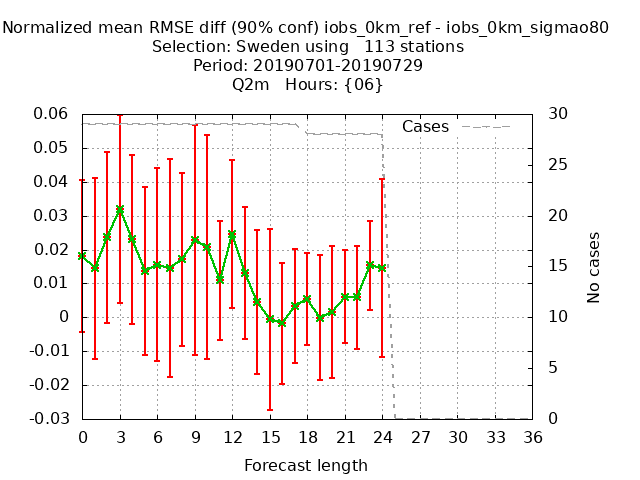 Normalized mean RMSE diff (90% conf) iobs_0km_ref - iobs_0km_sigmao80
Selection: Sweden using   113 stations
Period: 20190701-20190729
Q2m   Hours: {06}
0.06
0.05
0.04
0.03
0.02
0.01
0
-0.01
-0.02
-0.03
Cases
30
25
20
15
10
5
0
No cases
0 3 6 9 12 15 18 21 24 27 30 33 36
Forecast length